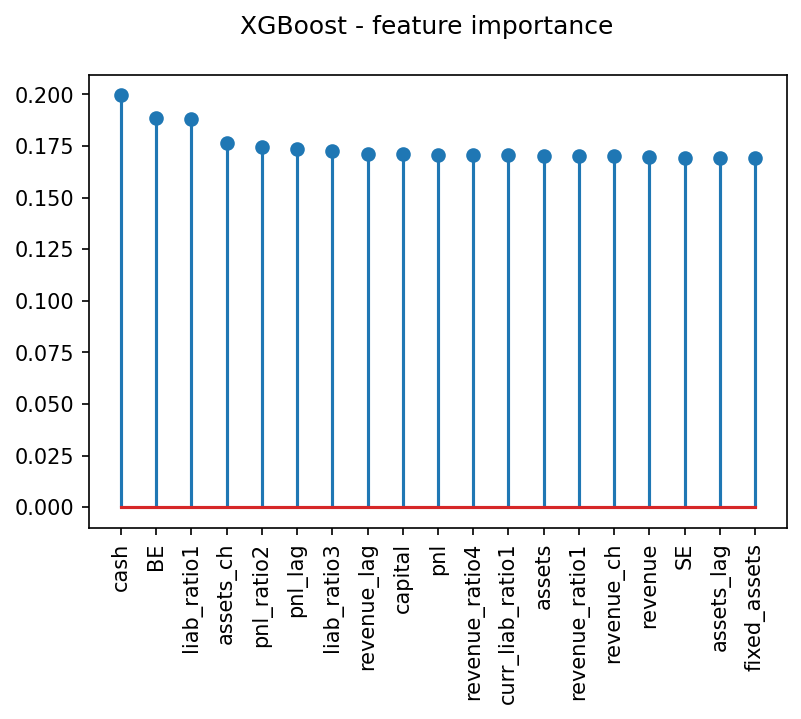 XGBoost - feature importance
0.200
0.175
0.150
0.125
0.100
0.075
0.050
0.025
0.000
cash
BE
liab_ratio1
assets_ch
pnl_ratio2
pnl_lag
liab_ratio3
revenue_lag
capital
pnl
revenue_ratio4
curr_liab_ratio1
assets
revenue_ratio1
revenue_ch
revenue
SE
assets_lag
fixed_assets